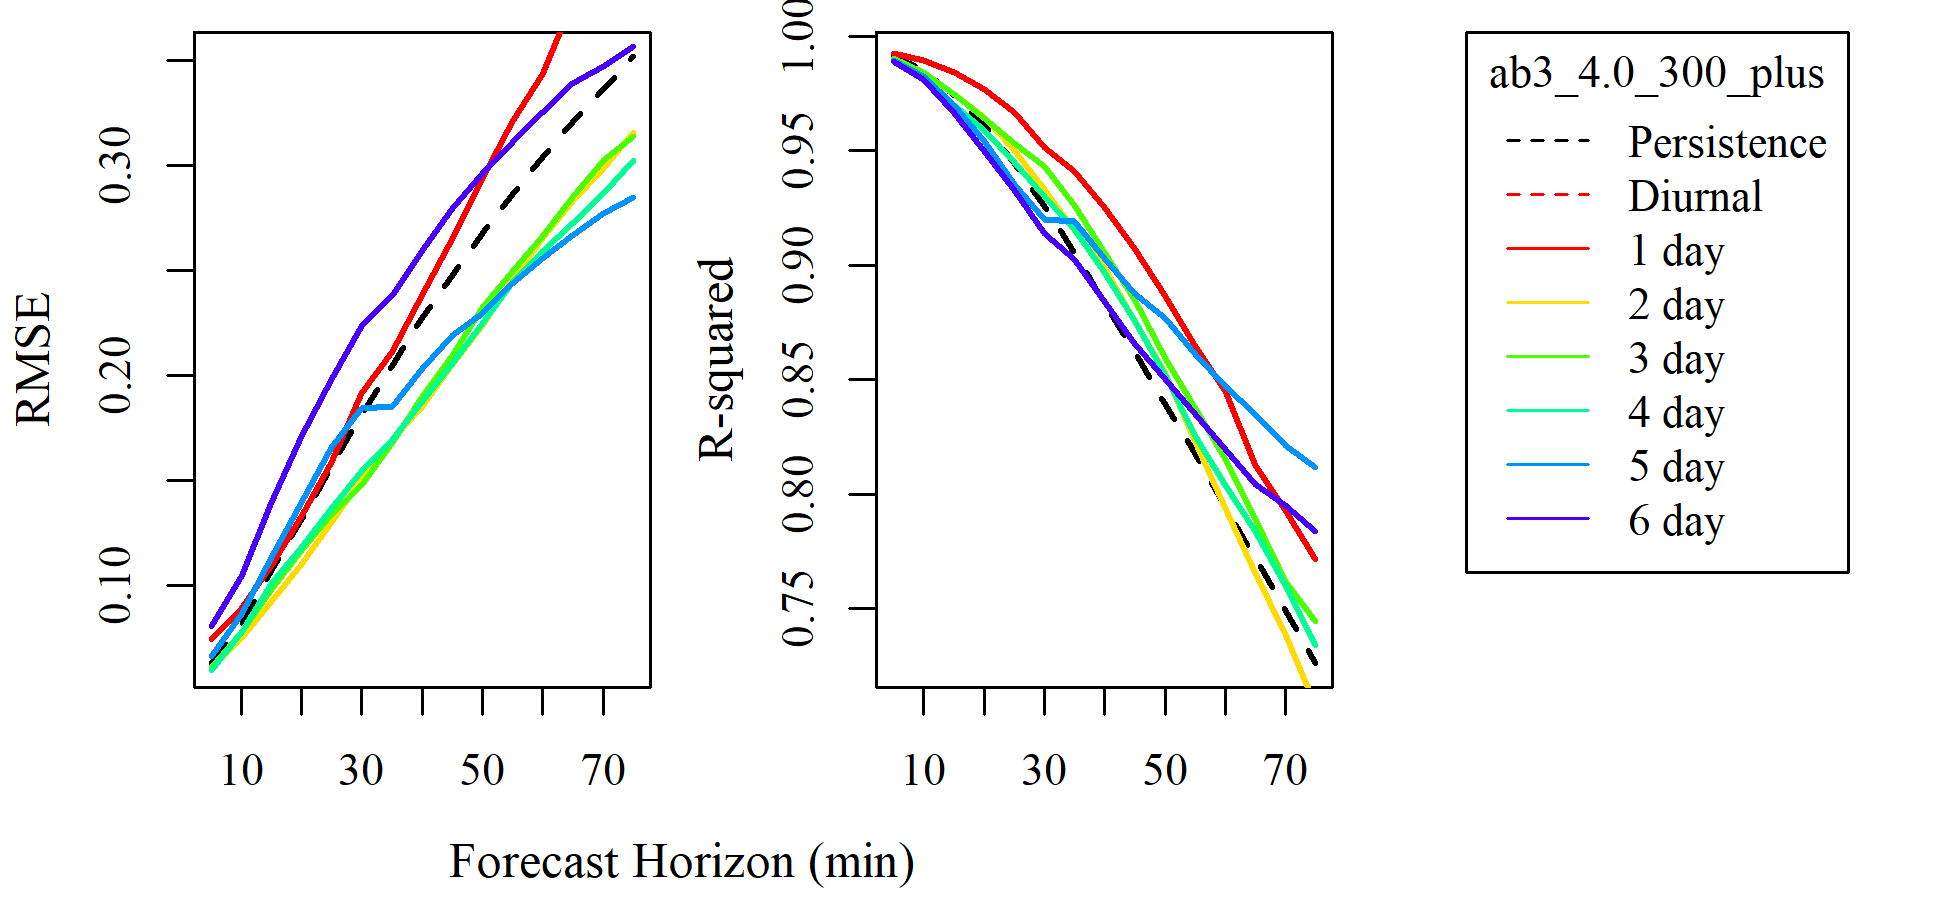 RMSE
0.10
0.20
0.30
10 30 50 70
R-squared
0.75
0.80
0.85
0.90
0.95
1.00
10 30 50 70
Forecast Horizon (min)
ab3_4.0_300_plus
Persistence
Diurnal
1 day
2 day
3 day
4 day
5 day
6 day